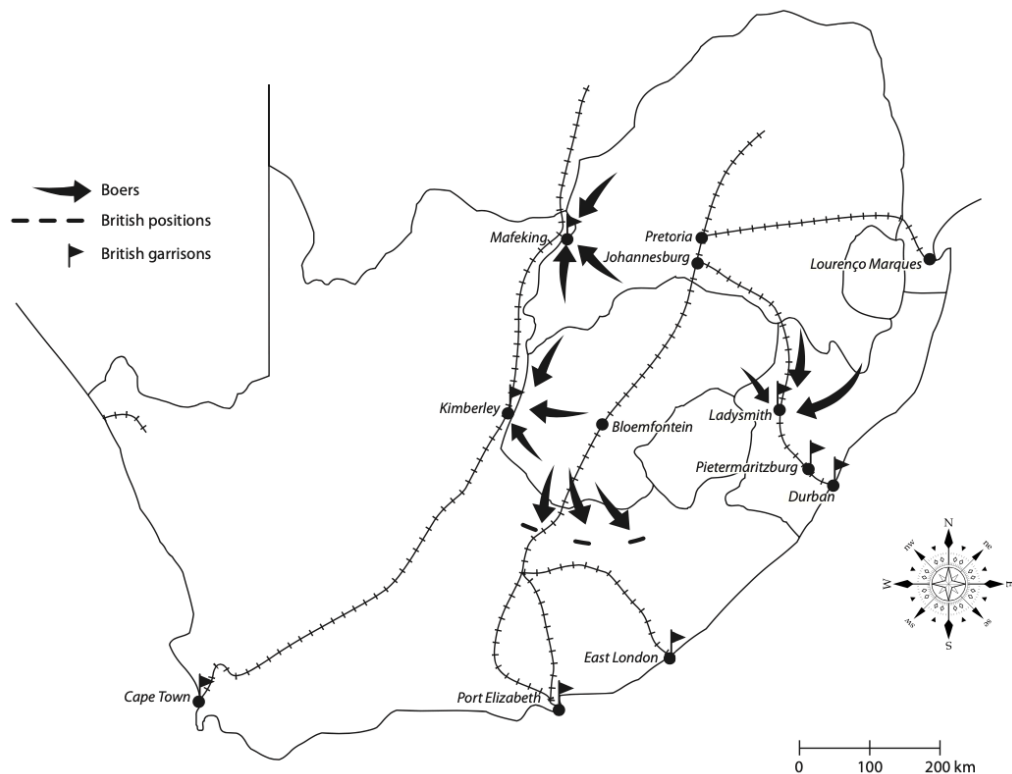 Boers
British positions
British garrisons
Mafeking
Pretoria
Johannesburg
Lourenço Marques
Kimberley
Bloemfontein
Ladysmith
Pietermaritzburg
Durban
N
nw
ne
W
E
sw
se
S
East London
Cape Town
Port Elizabeth
0 100 200 km